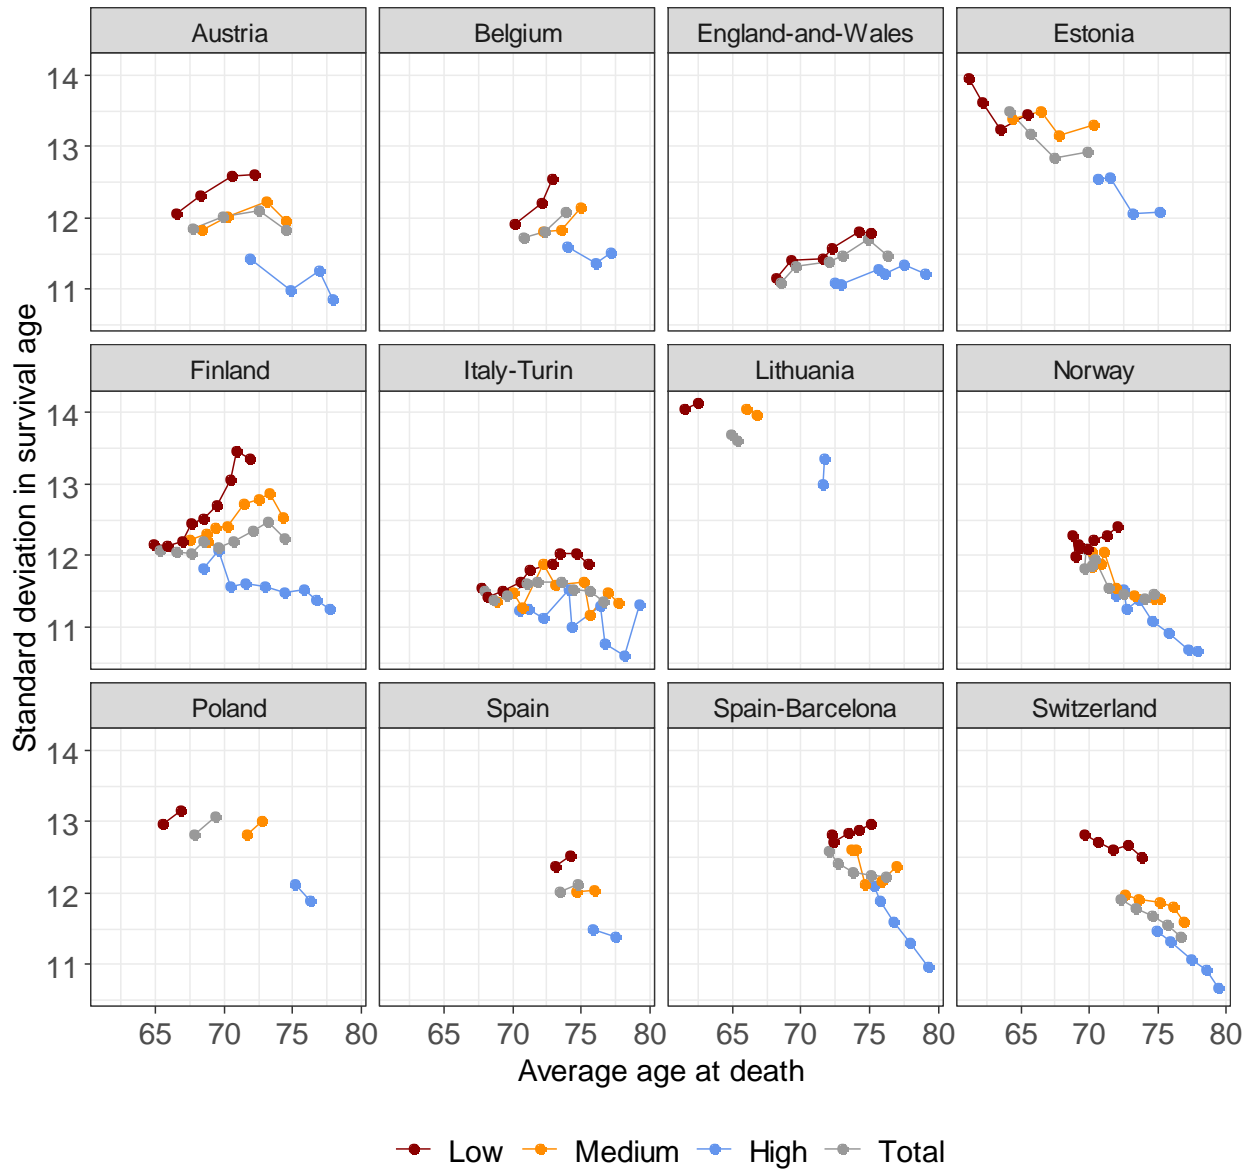 Austria Belgium England-and-Wales Estonia
14
13
12
11
Finland Italy-Turin Lithuania Norway
14
13
12
11
Poland Spain Spain-Barcelona Switzerland
14
13
12
11
65 70 75 80 65 70 75 80 65 70 75 80 65 70 75 80
Standard deviation in survival age
Average age at death
Low Medium High Total